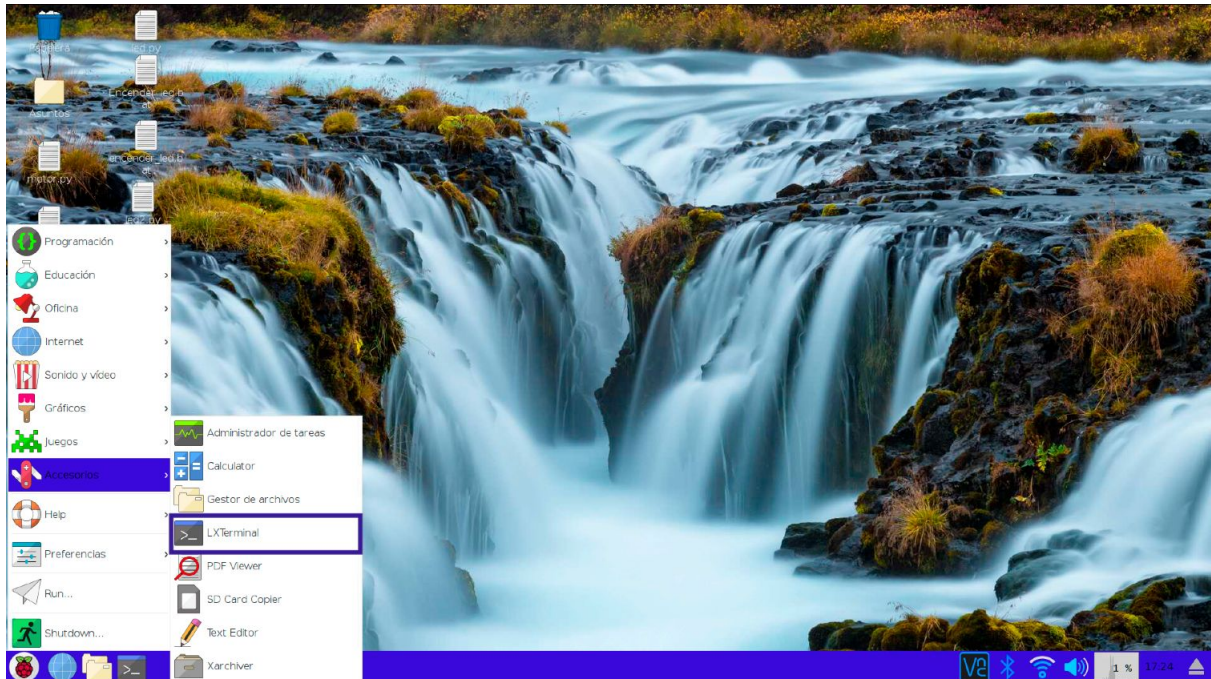 led.py
Encender_led.b
at
Asuntos
encender_led.b
at
motor.py
led2.py
Programación
Educación
Oficina
Internet
Sonido y vídeo
Gráficos
Juegos
Accesorios
Help
Preferencias
Run...
Shutdown...
Administrador de tareas
Calculator
Gestor de archivos
LXTerminal
PDF Viewer
SD Card Copier
Text Editor
Xarchiver
1 %
17:24